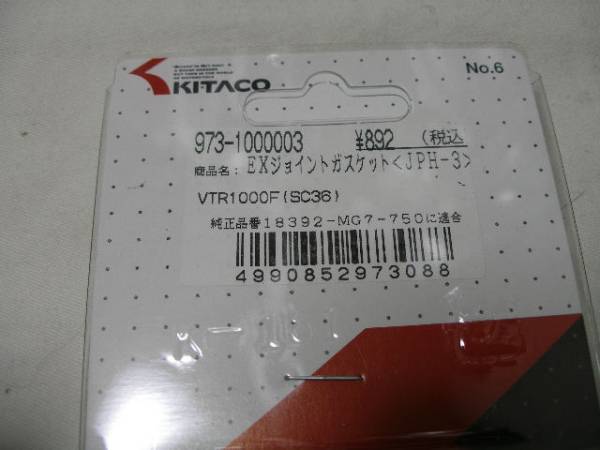 KITACO
No.6
973-1000003 ¥892 (税込
商品名: EXジョイントガスケット<JPH-3>
VTR1000F(SC36)
純正品番18392-MG7-750に適合
4990852973088